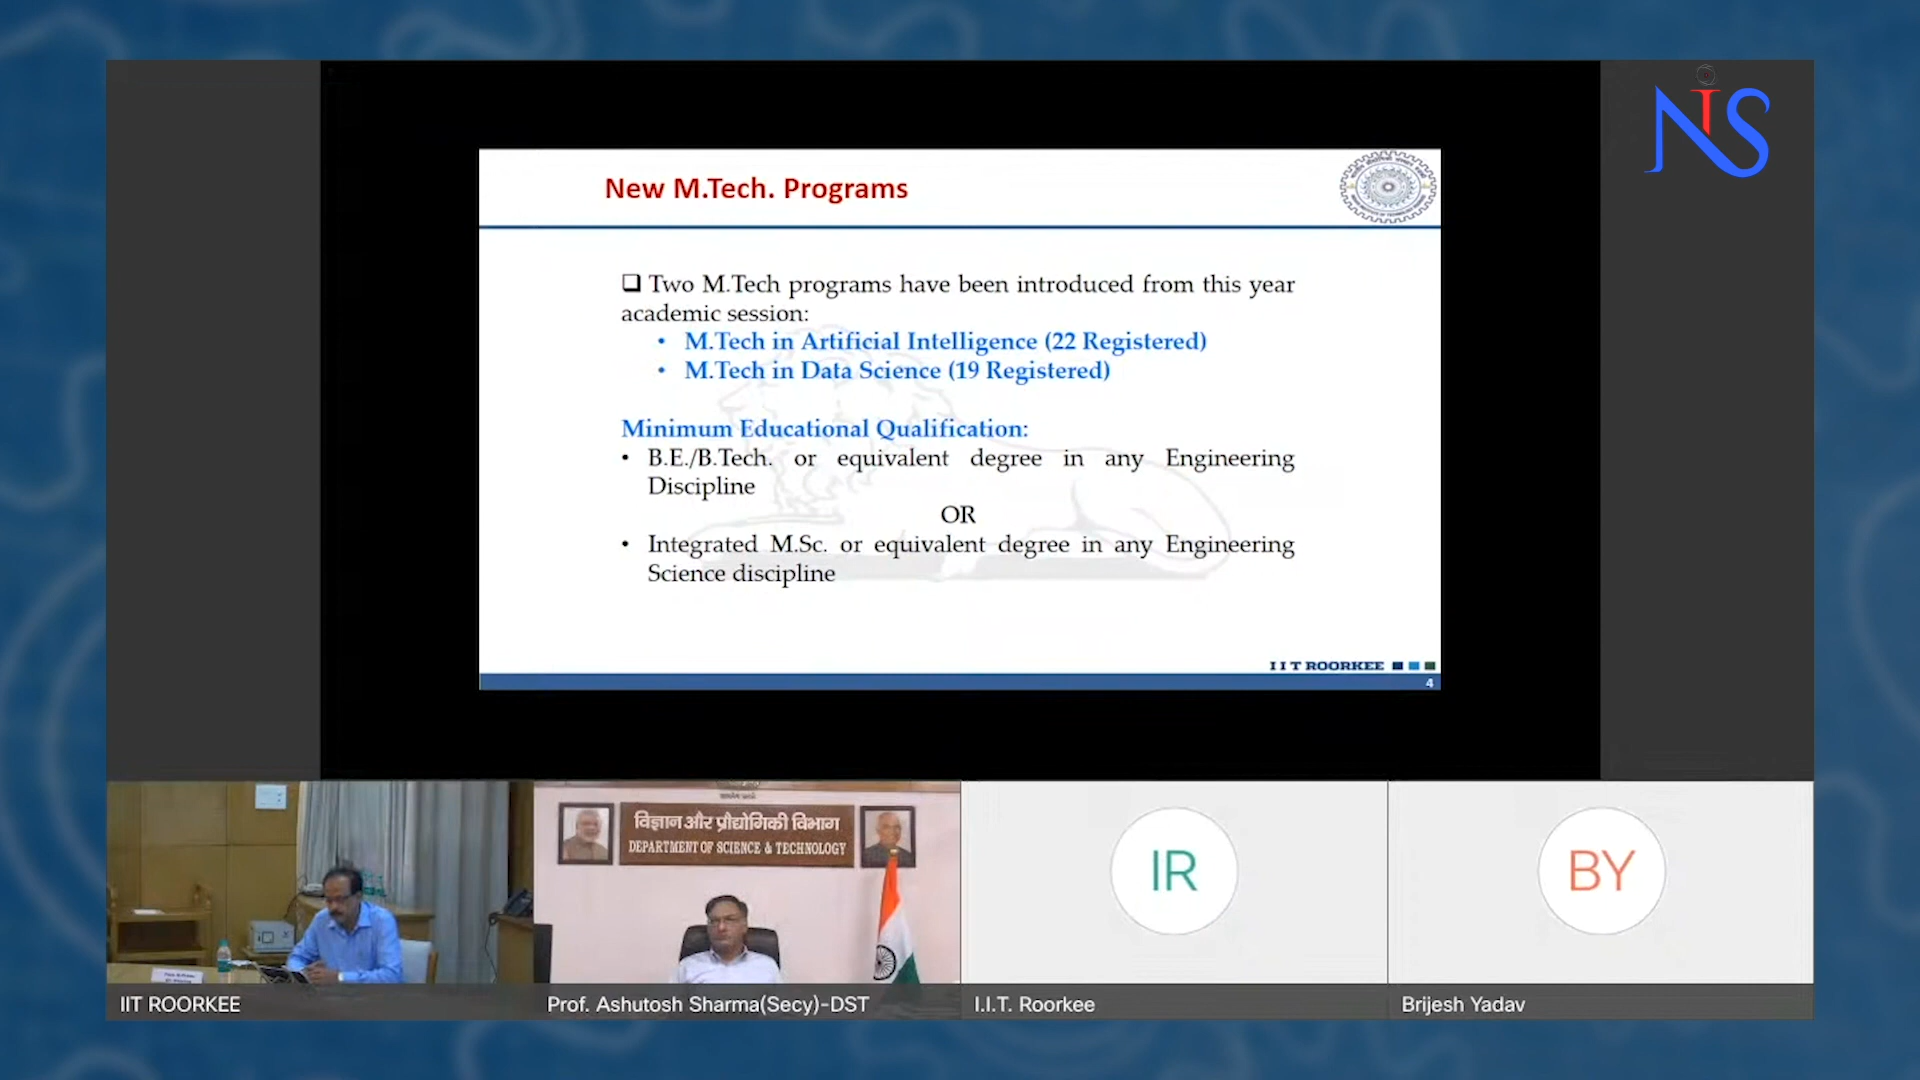 NiS
New M.Tech. Programs
❑ Two M.Tech programs have been introduced from this year
academic session:
• M.Tech in Artificial Intelligence (22 Registered)
• M.Tech in Data Science (19 Registered)
Minimum Educational Qualification:
• B.E./B.Tech. or equivalent degree in any Engineering
Discipline
OR
• Integrated M.Sc. or equivalent degree in any Engineering
Science discipline
IIT ROORKEE
4
विज्ञान और प्रौद्योगिकी विभाग
DEPARTMENT OF SCIENCE & TECHNOLOGY
IR
BY
IIT ROORKEE
Prof. Ashutosh Sharma(Secy)-DST
I.I.T. Roorkee
Brijesh Yadav